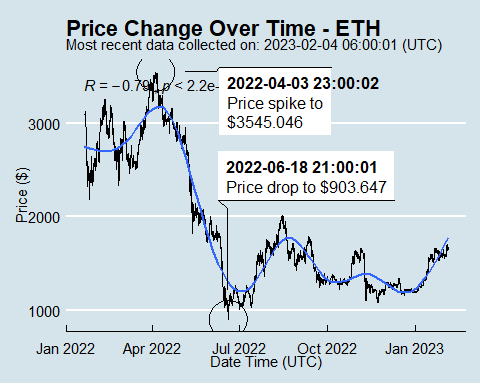 Price Change Over Time - ETH
Most recent data collected on: 2023-02-04 06:00:01 (UTC)
R = −0.79, p < 2.2e-
2022-04-03 23:00:02
Price spike to
$3545.046
2022-06-18 21:00:01
Price drop to $903.647
Price ($)
3000
2000
1000
Jan 2022 Apr 2022 Jul 2022 Oct 2022 Jan 2023
Date Time (UTC)